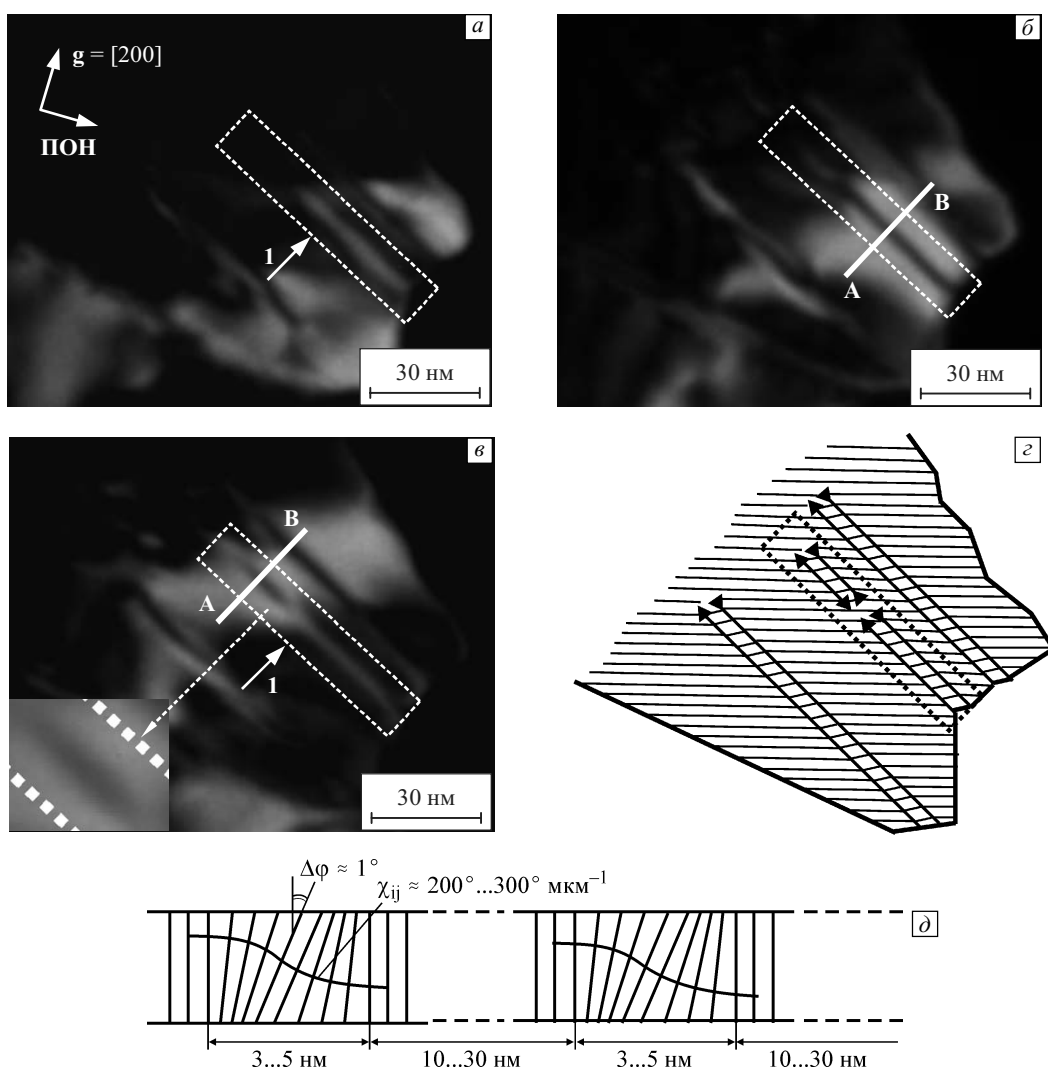 а
g = [200]
ПОН
1
30 нм
б
B
A
30 нм
в
B
A
1
30 нм
г
Δφ ≈ 1°
χij ≈ 200°...300° мкм⁻¹
д
3...5 нм
10...30 нм
3...5 нм
10...30 нм